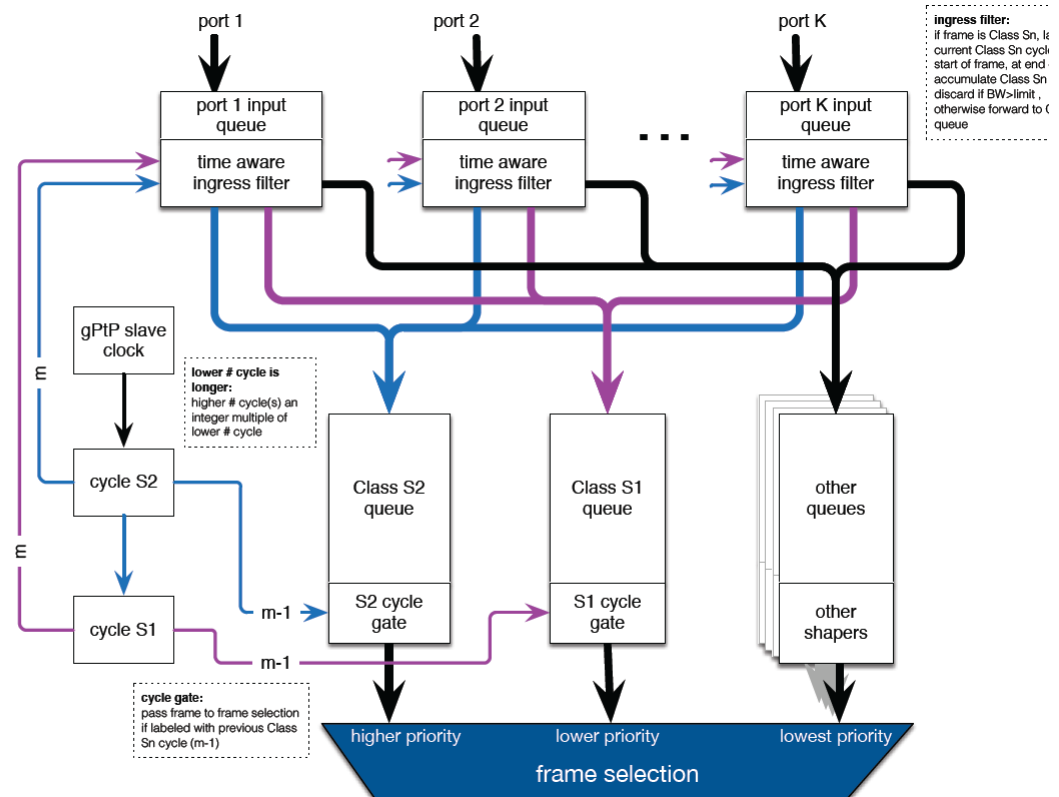 port 1
port 2
port K
ingress filter:
if frame is Class Sn,
current Class Sn
start of frame, at end
accumulate Class Sn
discard if BW>limit ,
otherwise forward to
queue
port 1 input
queue
port 2 input
queue
port K input
queue
...
time aware
ingress filter
time aware
ingress filter
time aware
ingress filter
gPtP slave
clock
m
lower # cycle is
longer:
higher # cycle(s) an
integer multiple of
lower # cycle
cycle S2
Class S2
queue
Class S1
queue
other
queues
m
cycle S1
m-1
S2 cycle
gate
S1 cycle
gate
other
shapers
m-1
cycle gate:
pass frame to frame selection
if labeled with previous Class
Sn cycle (m-1)
higher priority
lower priority
lowest priority
frame selection